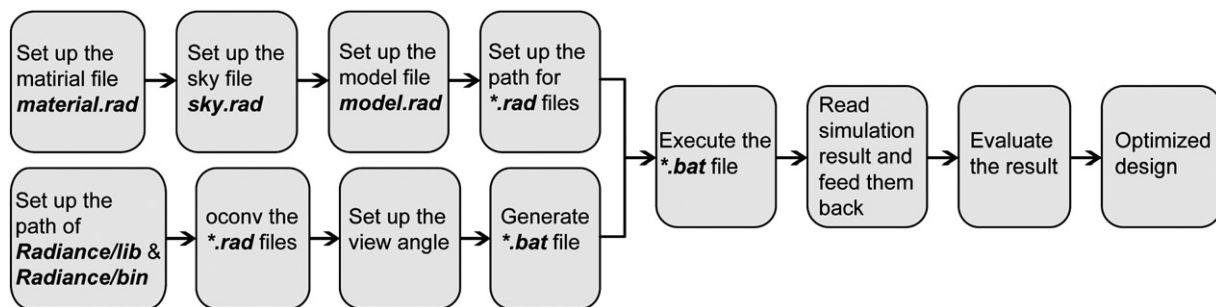 Set up the
matirial file
material.rad
Set up the
sky file
sky.rad
Set up the
model file
model.rad
Set up the
path for
*.rad files
Set up the
path of
Radiance/lib &
Radiance/bin
oconv the
*.rad files
Set up the
view angle
Generate
*.bat file
Execute the
*.bat file
Read
simulation
result and
feed them
back
Evaluate
the result
Optimized
design